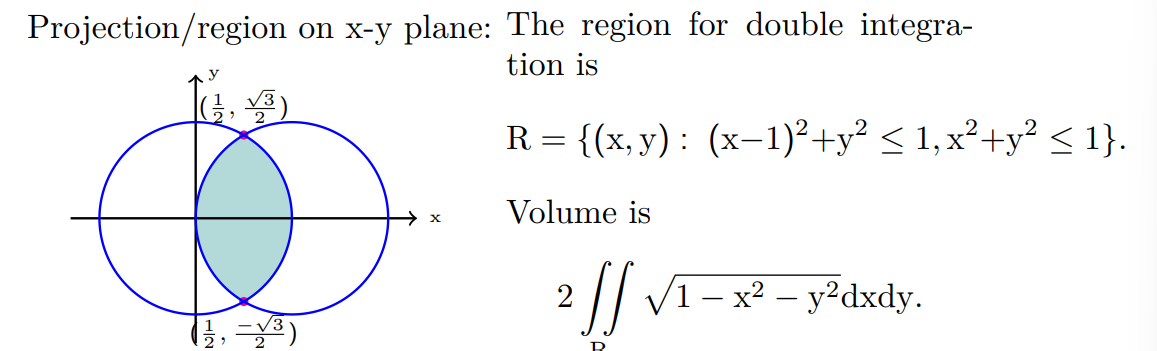 Projection/region on x-y plane:
y
(1/2, √3/2)
x
(1/2, −√3/2)
The region for double integra-
tion is
R = {(x, y) : (x−1)²+y² ≤ 1, x²+y² ≤ 1}.
Volume is
2 ∬_R √(1 − x² − y²)dxdy.